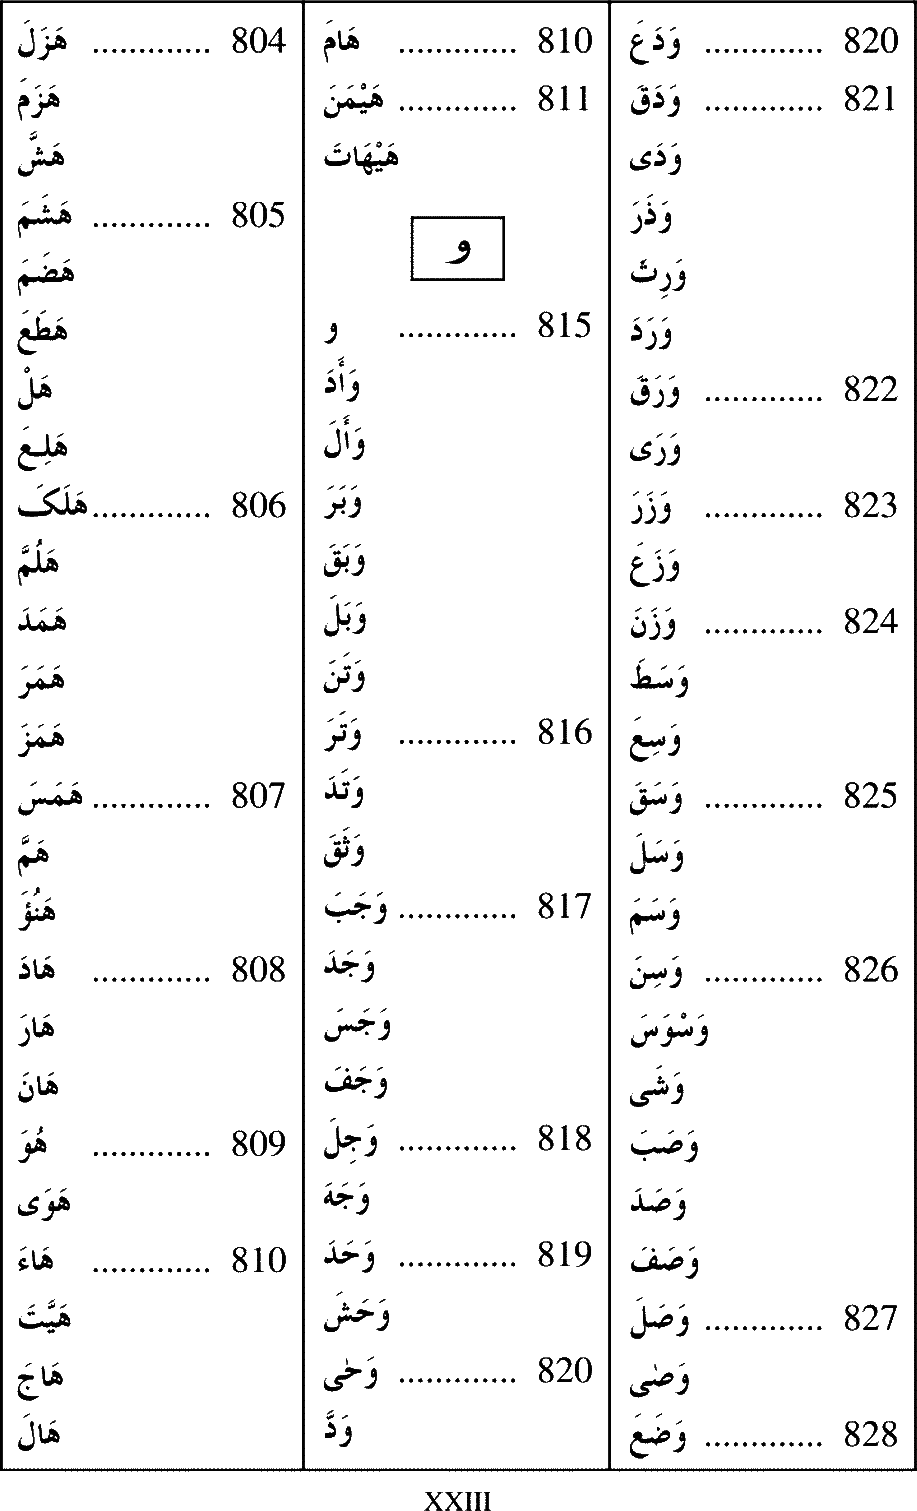 هَزَلَ ............. 804
هَزَمَ
هَشَّ
هَشَمَ ............. 805
هَضَمَ
هَطَعَ
هَلْ
هَلِعَ
هَلَكَ ............. 806
هَلُمَّ
هَمَدَ
هَمَرَ
هَمَزَ
هَمَسَ ............. 807
هَمَّ
هَنُؤَ
هَادَ ............. 808
هَارَ
هَانَ
هُوَ ............. 809
هَوَى
هَاءَ ............. 810
هَيَّتَ
هَاجَ
هَالَ
هَامَ ............. 810
هَيْمَنَ ............. 811
هَيْهَاتَ
و
و ............. 815
وَأَدَ
وَأَلَ
وَبَرَ
وَبَقَ
وَبَلَ
وَتَنَ
وَتَرَ ............. 816
وَتَدَ
وَثَقَ
وَجَبَ ............. 817
وَجَدَ
وَجَسَ
وَجَفَ
وَجِلَ ............. 818
وَجَهَ
وَحَدَ ............. 819
وَحَشَ
وَحٰى ............. 820
وَدَّ
وَدَعَ ............. 820
وَدَقَ ............. 821
وَدَى
وَذَرَ
وَرِثَ
وَرَدَ
وَرَقَ ............. 822
وَرَى
وَزَرَ ............. 823
وَزَعَ
وَزَنَ ............. 824
وَسَطَ
وَسِعَ
وَسَقَ ............. 825
وَسَلَ
وَسَمَ
وَسِنَ ............. 826
وَسْوَسَ
وَشَى
وَصَبَ
وَصَدَ
وَصَفَ
وَصَلَ ............. 827
وَصٰى
وَضَعَ ............. 828
XXIII